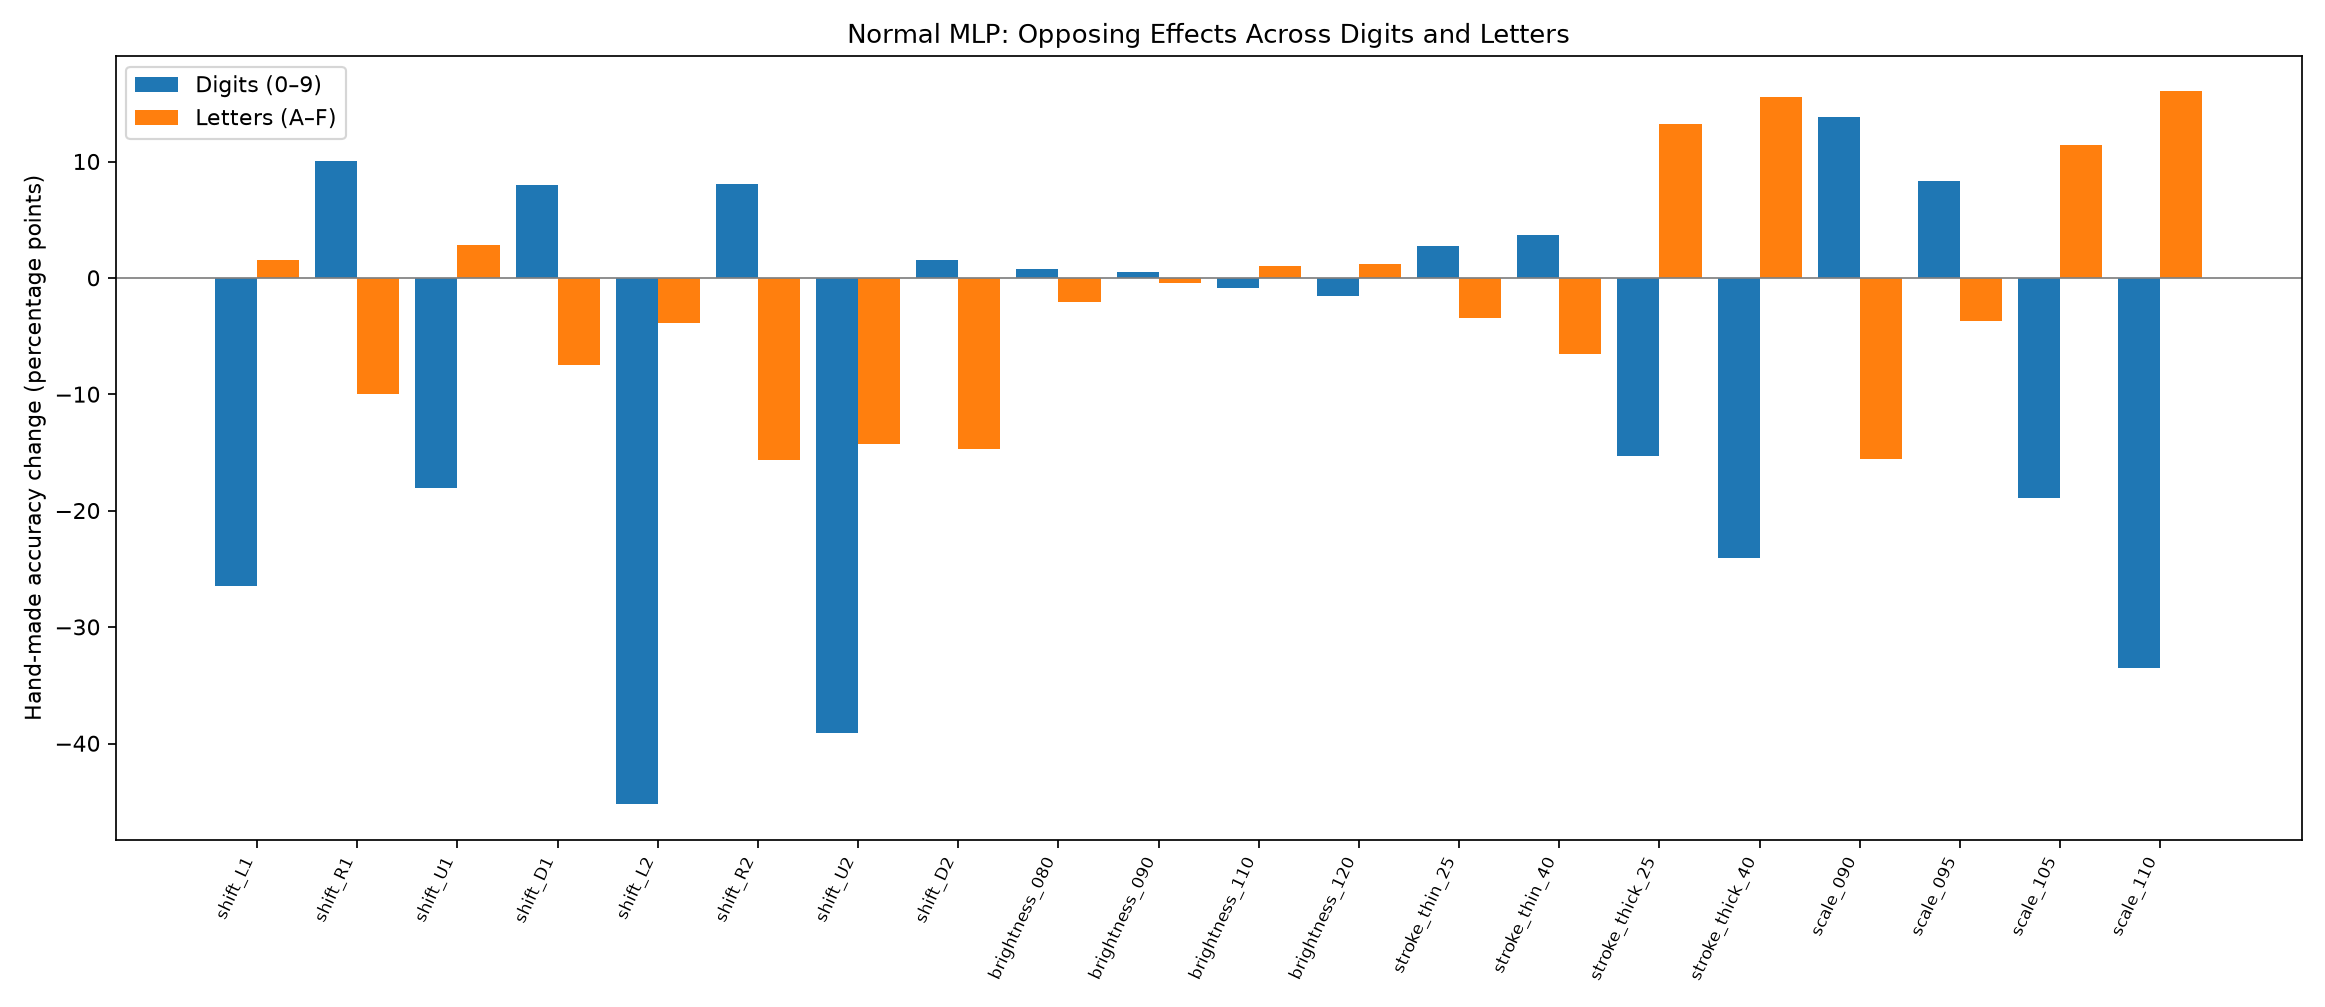 Normal MLP: Opposing Effects Across Digits and Letters
Digits (0–9)
Letters (A–F)
Hand-made accuracy change (percentage points)
10
0
−10
−20
−30
−40
shift_L1
shift_R1
shift_U1
shift_D1
shift_L2
shift_R2
shift_U2
shift_D2
brightness_080
brightness_090
brightness_110
brightness_120
stroke_thin_25
stroke_thin_40
stroke_thick_25
stroke_thick_40
scale_090
scale_095
scale_105
scale_110